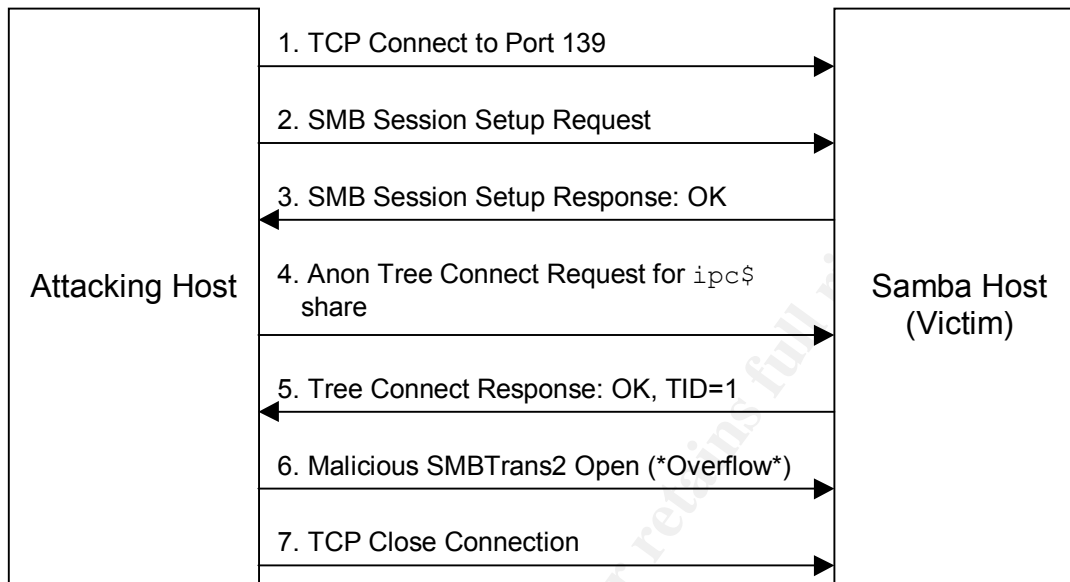 1. TCP Connect to Port 139
2. SMB Session Setup Request
3. SMB Session Setup Response: OK
Attacking Host
4. Anon Tree Connect Request for ipc$
share
Samba Host
(Victim)
5. Tree Connect Response: OK, TID=1
6. Malicious SMBTrans2 Open (*Overflow*)
7. TCP Close Connection
retains full